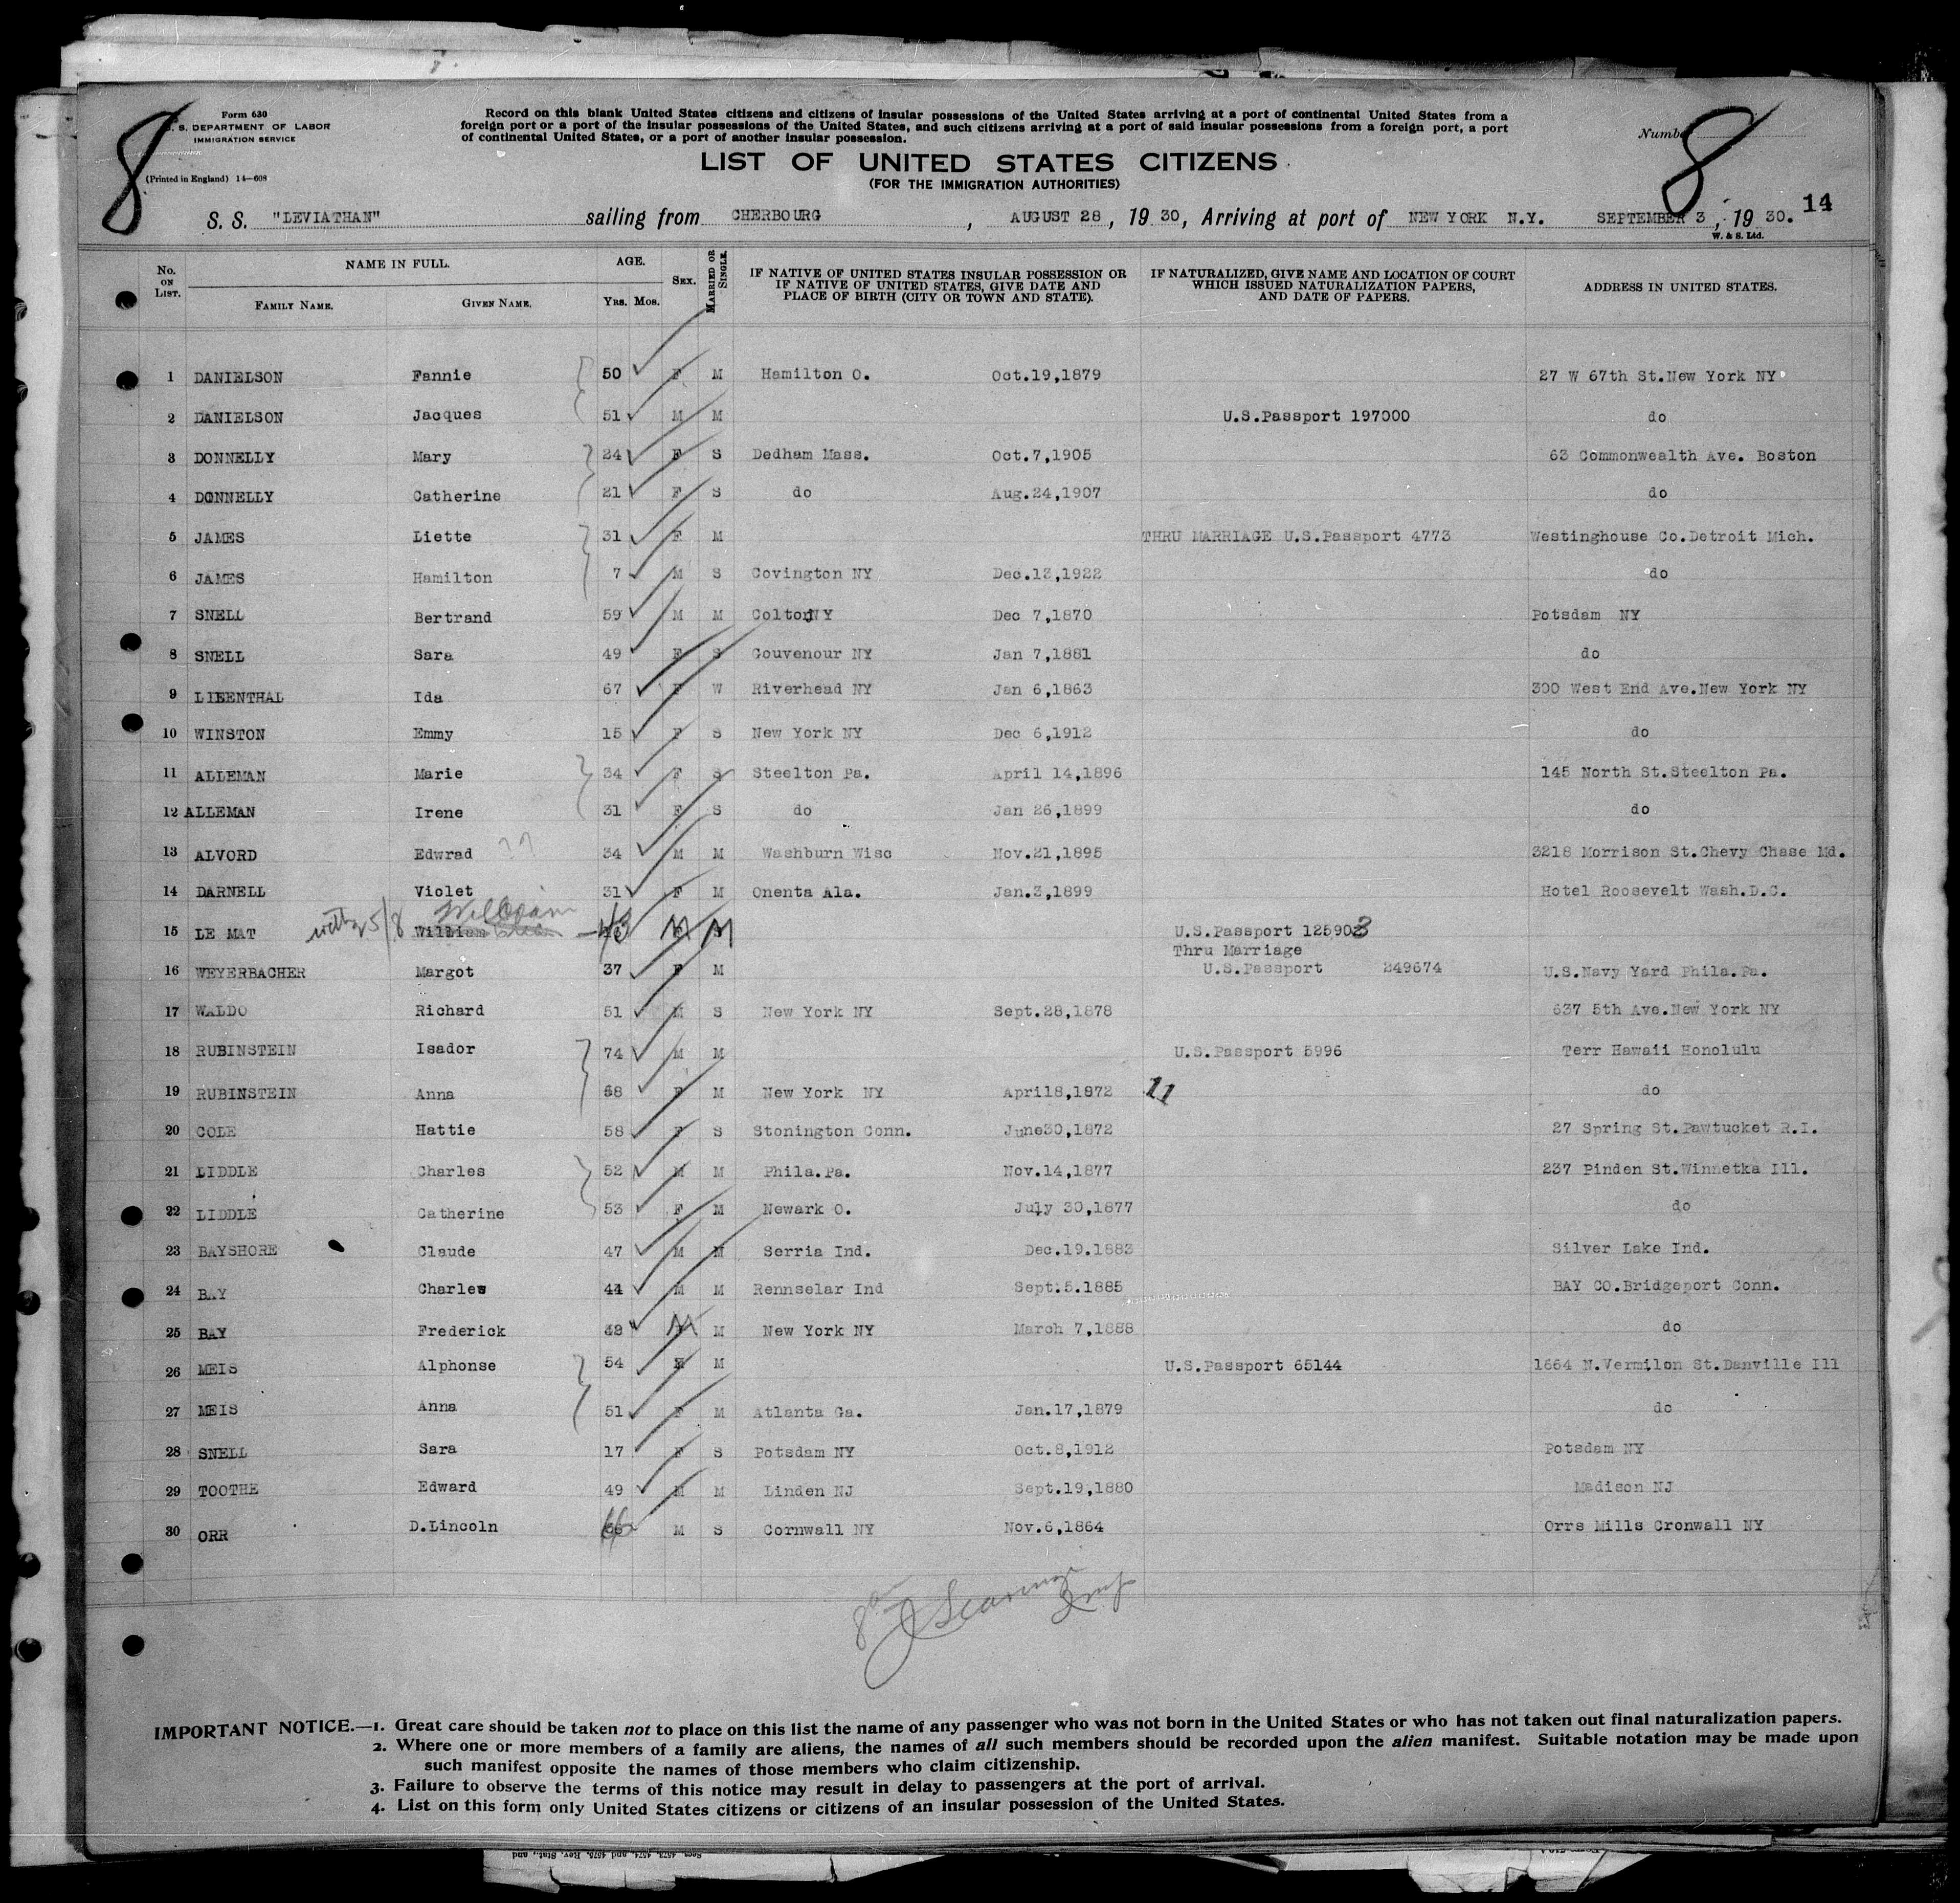 8
Form 630
U. S. DEPARTMENT OF LABOR
IMMIGRATION SERVICE
(Printed in England) 14—608
Record on this blank United States citizens and citizens of insular possessions of the United States arriving at a port of continental United States from a
foreign port or a port of the insular possessions of the United States, and such citizens arriving at a port of said insular possessions from a foreign port, a port
of continental United States, or a port of another insular possession.
Number 8
LIST OF UNITED STATES CITIZENS
(FOR THE IMMIGRATION AUTHORITIES)
14
S. S. "LEVIATHAN" sailing from CHERBOURG, AUGUST 28, 1930, Arriving at port of NEW YORK N.Y. SEPTEMBER 3, 1930.
W. & S. Ltd.
No. ON LIST. NAME IN FULL. FAMILY NAME. GIVEN NAME. AGE. Yrs. Mos. SEX. MARRIED OR SINGLE. IF NATIVE OF UNITED STATES INSULAR POSSESSION OR IF NATIVE OF UNITED STATES, GIVE DATE AND PLACE OF BIRTH (CITY OR TOWN AND STATE). IF NATURALIZED, GIVE NAME AND LOCATION OF COURT WHICH ISSUED NATURALIZATION PAPERS, AND DATE OF PAPERS. ADDRESS IN UNITED STATES.
1 DANIELSON Fannie 50 F M Hamilton O. Oct.19,1879 27 W 67th St.New York NY
2 DANIELSON Jacques 51 M M U.S.Passport 197000 do
3 DONNELLY Mary 24 F S Dedham Mass. Oct.7,1905 63 Commonwealth Ave. Boston
4 DONNELLY Catherine 21 F S do Aug.24,1907 do
5 JAMES Liette 31 F M THRU MARRIAGE U.S.Passport 4773 Westinghouse Co.Detroit Mich.
6 JAMES Hamilton 7 M S Covington NY Dec.13,1922 do
7 SNELL Bertrand 59 M M Colton NY Dec 7,1870 Potsdam NY
8 SNELL Sara 49 F S Gouvenour NY Jan 7,1881 do
9 LIBENTHAL Ida 67 F W Riverhead NY Jan 6,1863 300 West End Ave.New York NY
10 WINSTON Emmy 15 F S New York NY Dec 6,1912 do
11 ALLEMAN Marie 34 F S Steelton Pa. April 14,1896 145 North St.Steelton Pa.
12 ALLEMAN Irene 31 F S do Jan 26,1899 do
13 ALVORD Edwrad 34 M M Washburn Wisc Nov.21,1895 3218 Morrison St.Chevy Chase Md.
14 DARNELL Violet 31 F M Onenta Ala. Jan.3,1899 Hotel Roosevelt Wash.D.C.
15 LE MAT with 5/8 William William 43 M M U.S.Passport 125903
Thru Marriage
16 WEYERBACHER Margot 37 F M U.S.Passport 249674 U.S.Navy Yard Phila.Pa.
17 WALDO Richard 51 M S New York NY Sept.28,1878 637 5th Ave.New York NY
18 RUBINSTEIN Isador 74 M M U.S.Passport 5996 Terr Hawaii Honolulu
19 RUBINSTEIN Anna 58 F M New York NY April8,1872 11 do
20 COLE Hattie 58 F S Stonington Conn. June30,1872 27 Spring St.Pawtucket R.I.
21 LIDDLE Charles 52 M M Phila.Pa. Nov.14,1877 237 Pinden St.Winnetka Ill.
22 LIDDLE Catherine 53 F M Newark O. July 30,1877 do
23 BAYSHORE Claude 47 M M Serria Ind. Dec.19.1883 Silver Lake Ind.
24 BAY Charles 44 M M Rennselar Ind Sept.5.1885 BAY CO.Bridgeport Conn.
25 BAY Frederick 42 M M New York NY March 7,1888 do
26 MEIS Alphonse 54 M M U.S.Passport 65144 1664 N.Vermilon St.Danville Ill
27 MEIS Anna 51 F M Atlanta Ga. Jan.17,1879 do
28 SNELL Sara 17 F S Potsdam NY Oct.8,1912 Potsdam NY
29 TOOTHE Edward 49 M M Linden NJ Sept.19,1880 Madison NJ
30 ORR D.Lincoln 66 M S Cornwall NY Nov.6,1864 Orrs Mills Cronwall NY
IMPORTANT NOTICE.—1. Great care should be taken not to place on this list the name of any passenger who was not born in the United States or who has not taken out final naturalization papers.
2. Where one or more members of a family are aliens, the names of all such members should be recorded upon the alien manifest. Suitable notation may be made upon
such manifest opposite the names of those members who claim citizenship.
3. Failure to observe the terms of this notice may result in delay to passengers at the port of arrival.
4. List on this form only United States citizens or citizens of an insular possession of the United States.